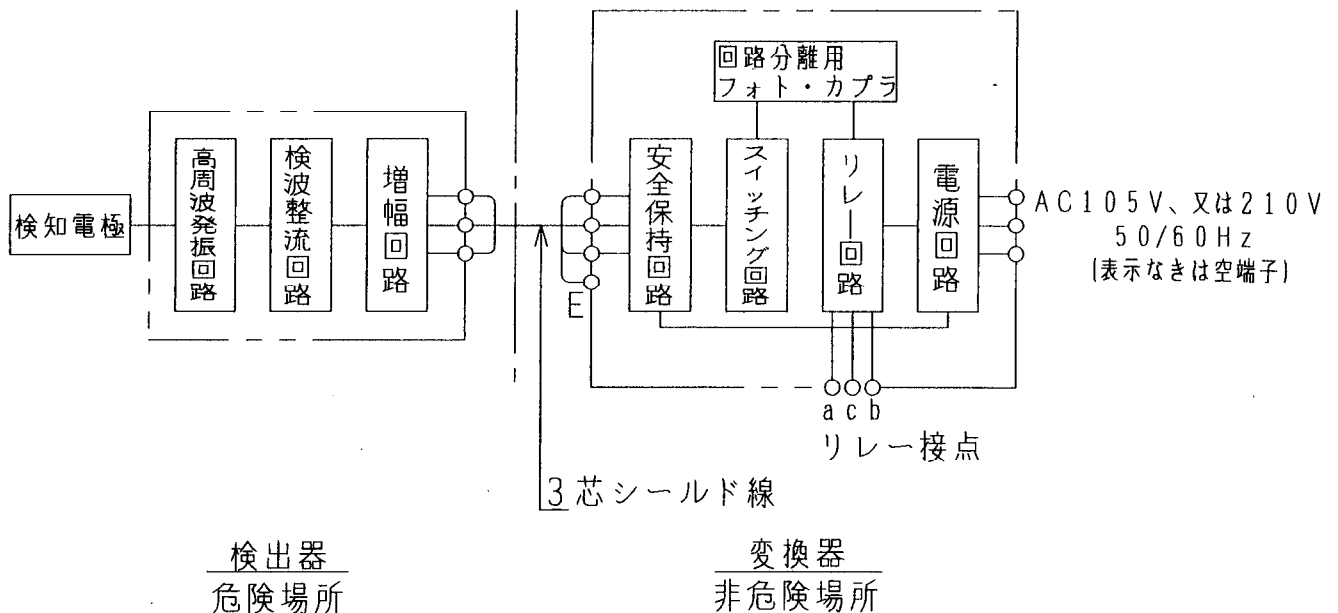 回路分離用
フォト・カプラ
検知電極
高周波発振回路
検波整流回路
増幅回路
安全保持回路
スイッチング回路
リレー回路
電源回路
AC105V、又は210V
50/60Hz
(表示なきは空端子)
E
a c b
リレー接点
3芯シールド線
検出器
危険場所
変換器
非危険場所